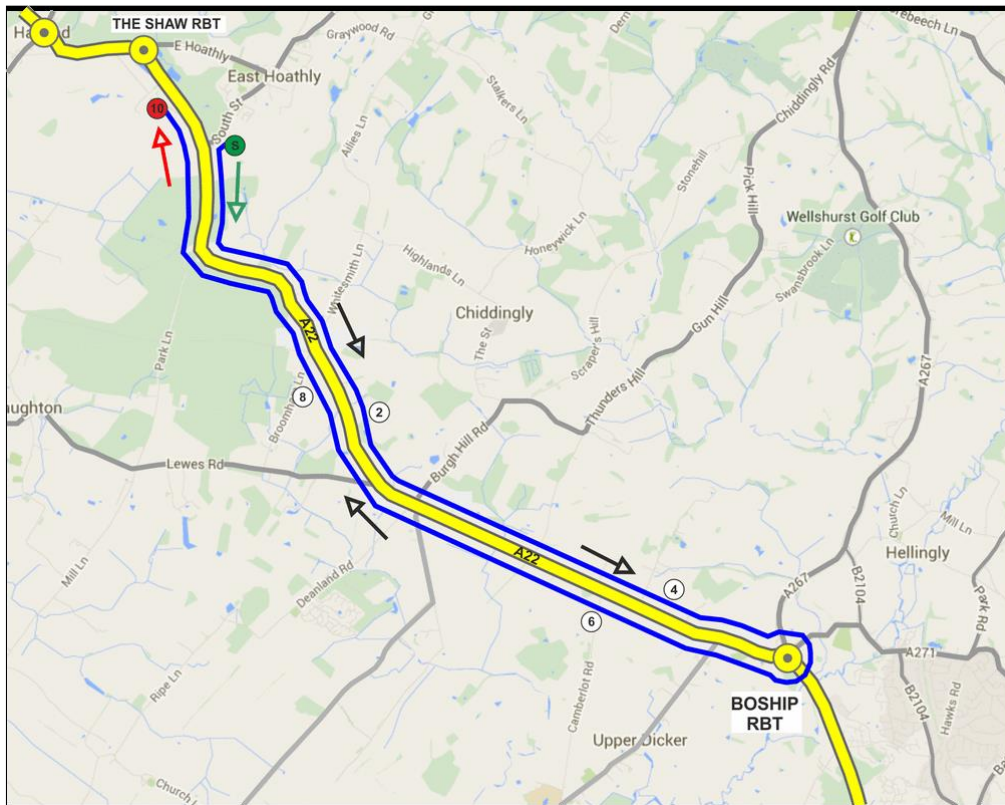 THE SHAW RBT
E Hoathly
Graywood Rd
East Hoathly
South St
10
S
Stalkers Ln
Ailies Ln
Stonehill
Chiddingly Rd
Pick Hill
Wellshurst Golf Club
Swansbrook Ln
Honeywick Ln
Highlands Ln
Whitesmith Ln
Chiddingly
The St
Scraper's Hill
Gun Hill
Thunders Hill
A267
A22
Park Ln
8
2
Burgh Hill Rd
Lewes Rd
A22
4
6
Mill Ln
Deanland Rd
Church Ln
Mill Ln
Hellingly
A267
B2104
Park Rd
A271
BOSHIP
RBT
B2104
Hawks Rd
Camberlot Rd
Upper Dicker
Ripe Ln